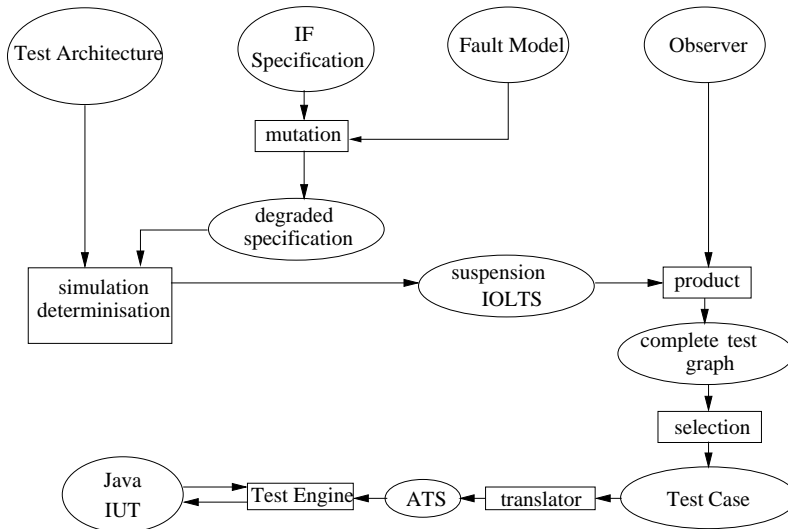 Test Architecture
IF
Specification
Fault Model
Observer
mutation
degraded
specification
simulation
determinisation
suspension
IOLTS
product
complete test
graph
selection
Java
IUT
Test Engine
ATS
translator
Test Case